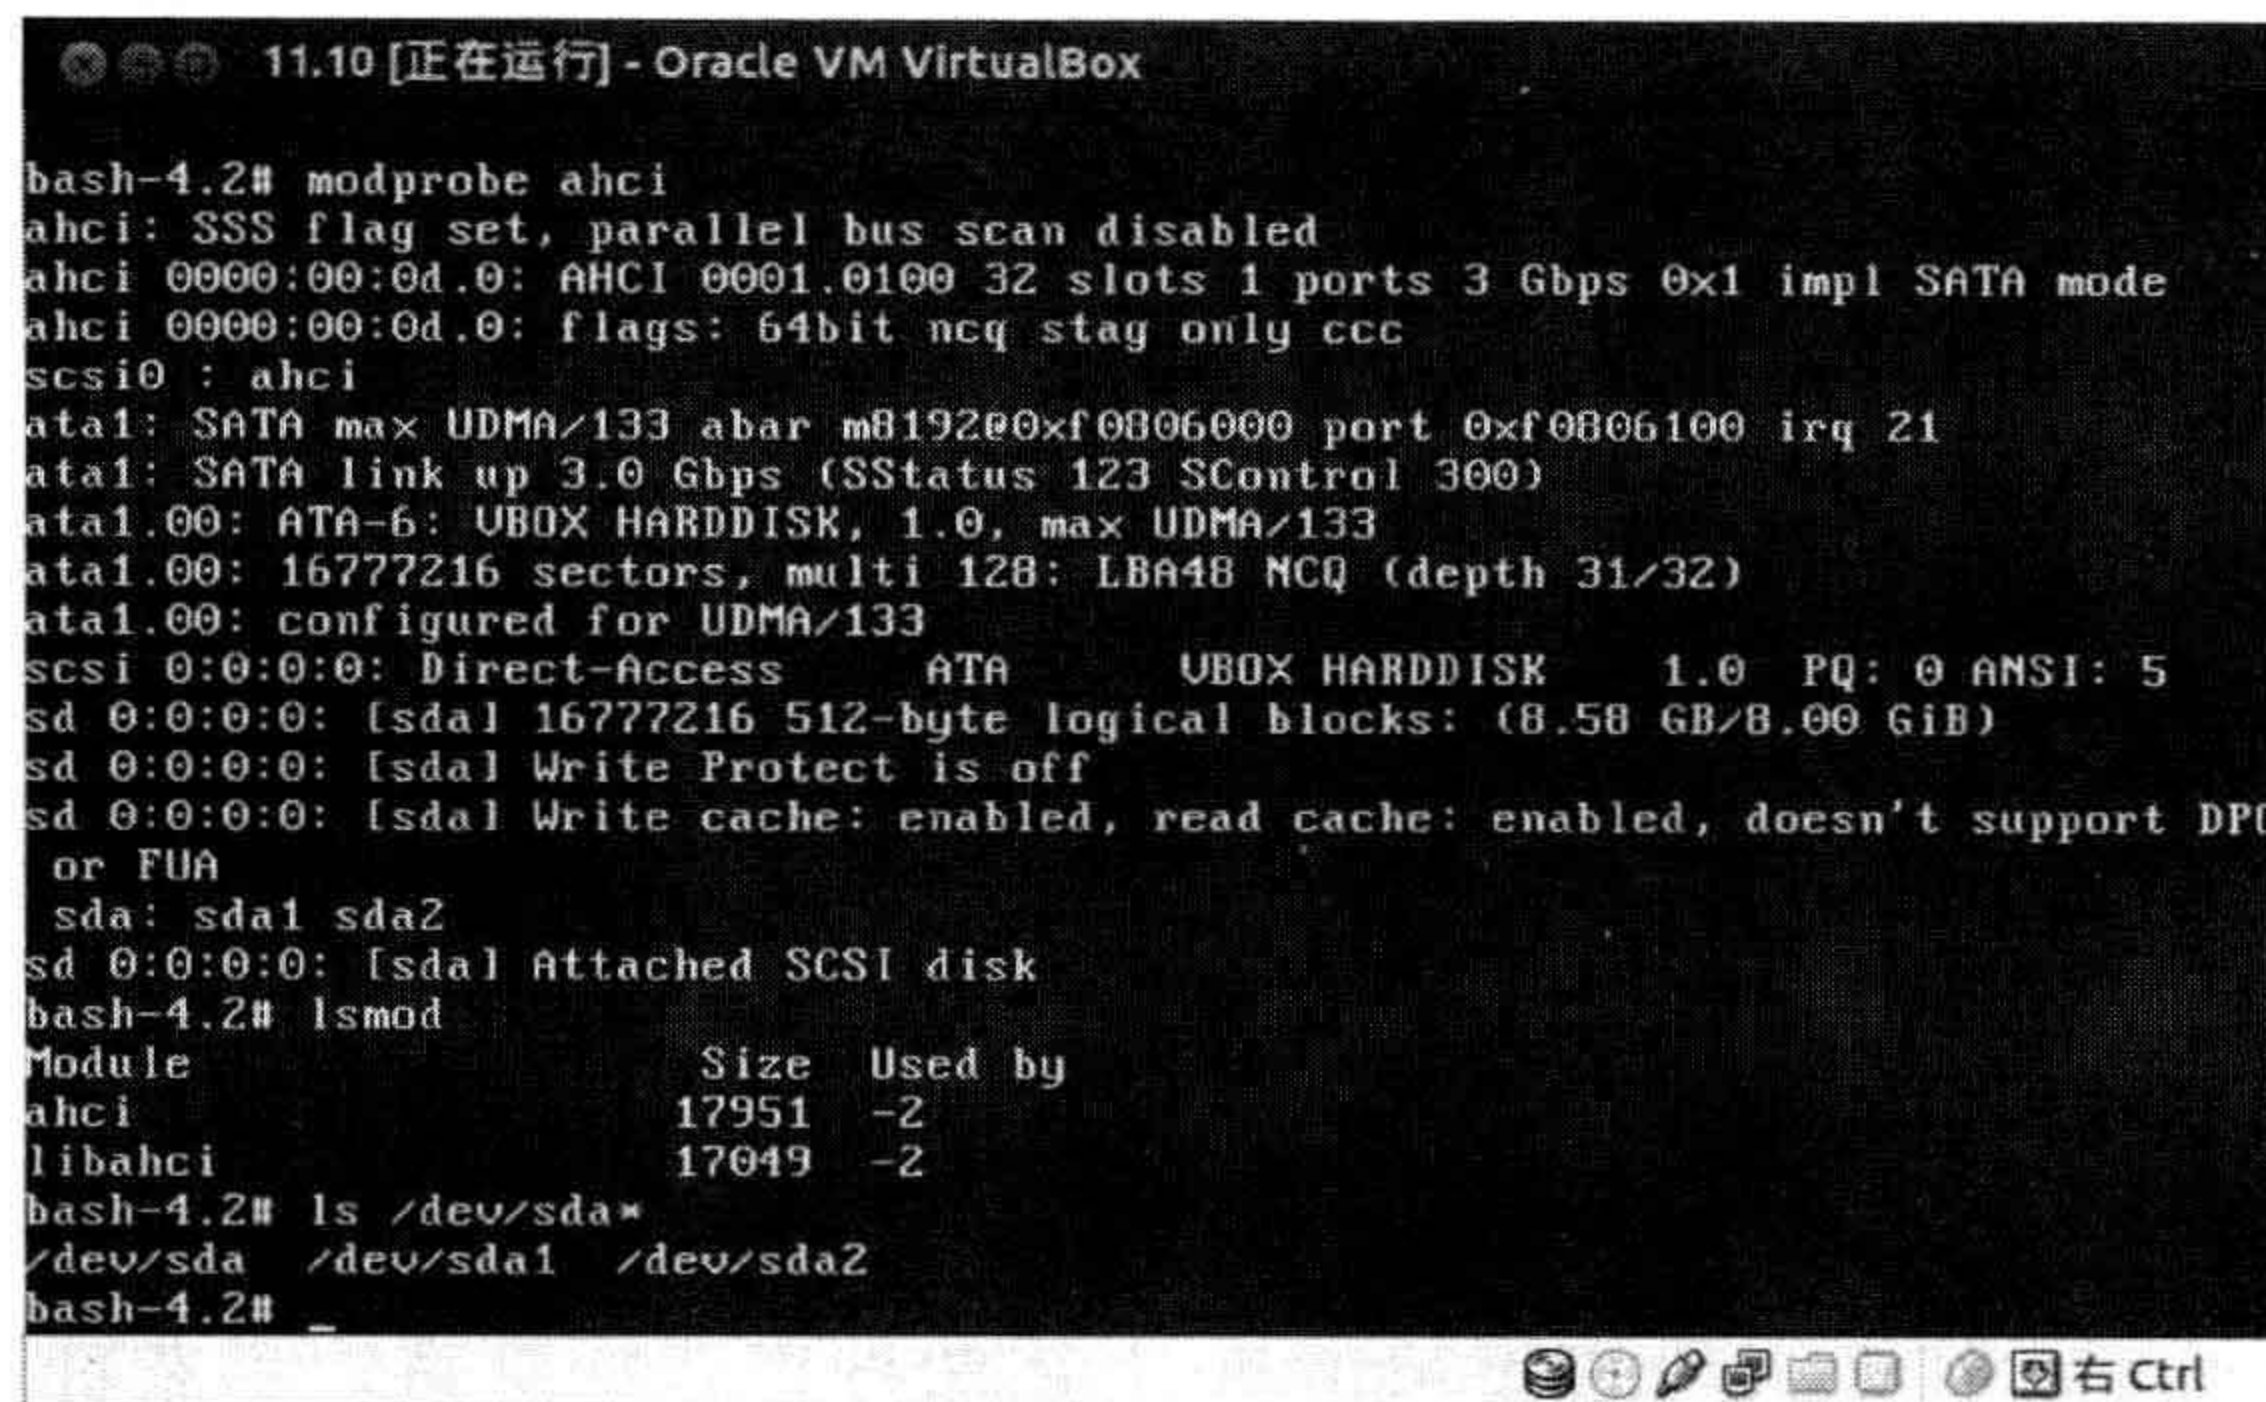 11.10 [正在运行] - Oracle VM VirtualBox
bash-4.2# modprobe ahci
ahci: SSS flag set, parallel bus scan disabled
ahci 0000:00:0d.0: AHCI 0001.0100 32 slots 1 ports 3 Gbps 0x1 impl SATA mode
ahci 0000:00:0d.0: flags: 64bit ncq stag only ccc
scsi0 : ahci
ata1: SATA max UDMA/133 abar m8192@0xf0806000 port 0xf0806100 irq 21
ata1: SATA link up 3.0 Gbps (SStatus 123 SControl 300)
ata1.00: ATA-6: VBOX HARDDISK, 1.0, max UDMA/133
ata1.00: 16777216 sectors, multi 128: LBA48 NCQ (depth 31/32)
ata1.00: configured for UDMA/133
scsi 0:0:0:0: Direct-Access     ATA      VBOX HARDDISK    1.0  PQ: 0 ANSI: 5
sd 0:0:0:0: [sda] 16777216 512-byte logical blocks: (8.58 GB/8.00 GiB)
sd 0:0:0:0: [sda] Write Protect is off
sd 0:0:0:0: [sda] Write cache: enabled, read cache: enabled, doesn't support DPO
or FUA
sda: sda1 sda2
sd 0:0:0:0: [sda] Attached SCSI disk
bash-4.2# lsmod
Module                  Size  Used by
ahci                   17951  -2
libahci                17049  -2
bash-4.2# ls /dev/sda*
/dev/sda  /dev/sda1  /dev/sda2
bash-4.2# _
右 Ctrl